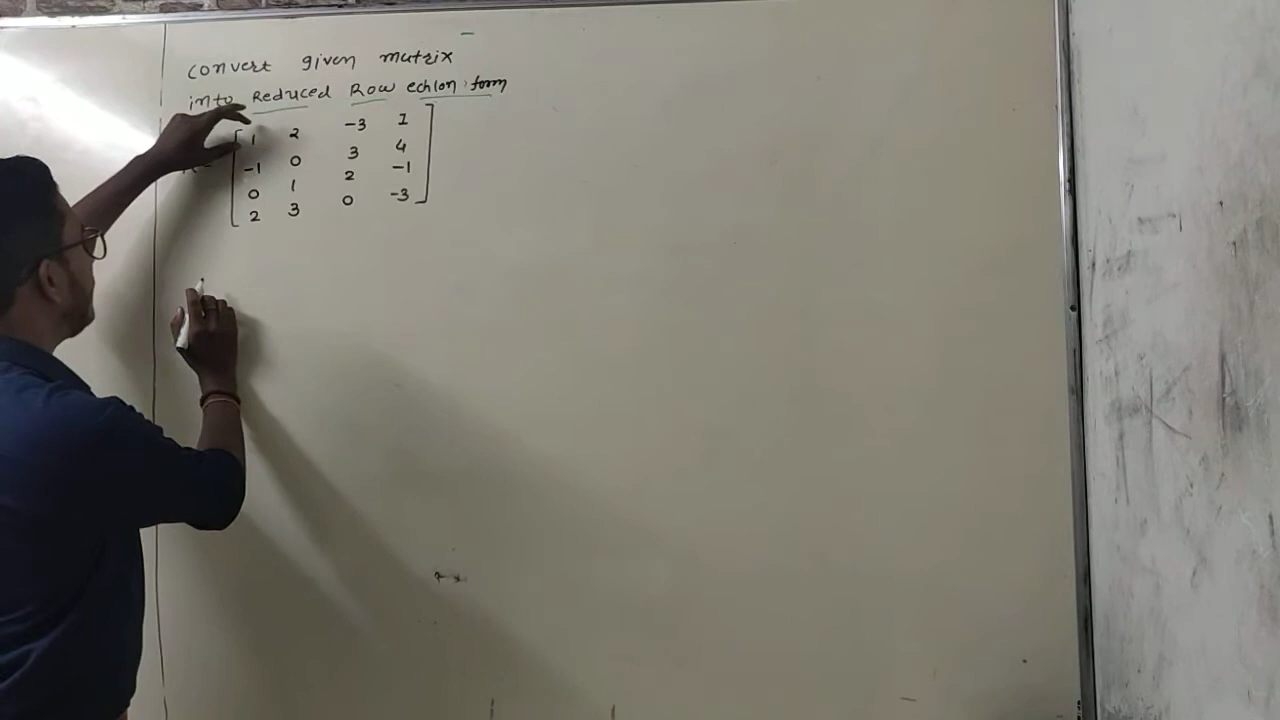 convert given matrix
into Reduced Row echlon form
1 2 -3 1
-1 0 3 4
0 1 2 -1
2 3 0 -3